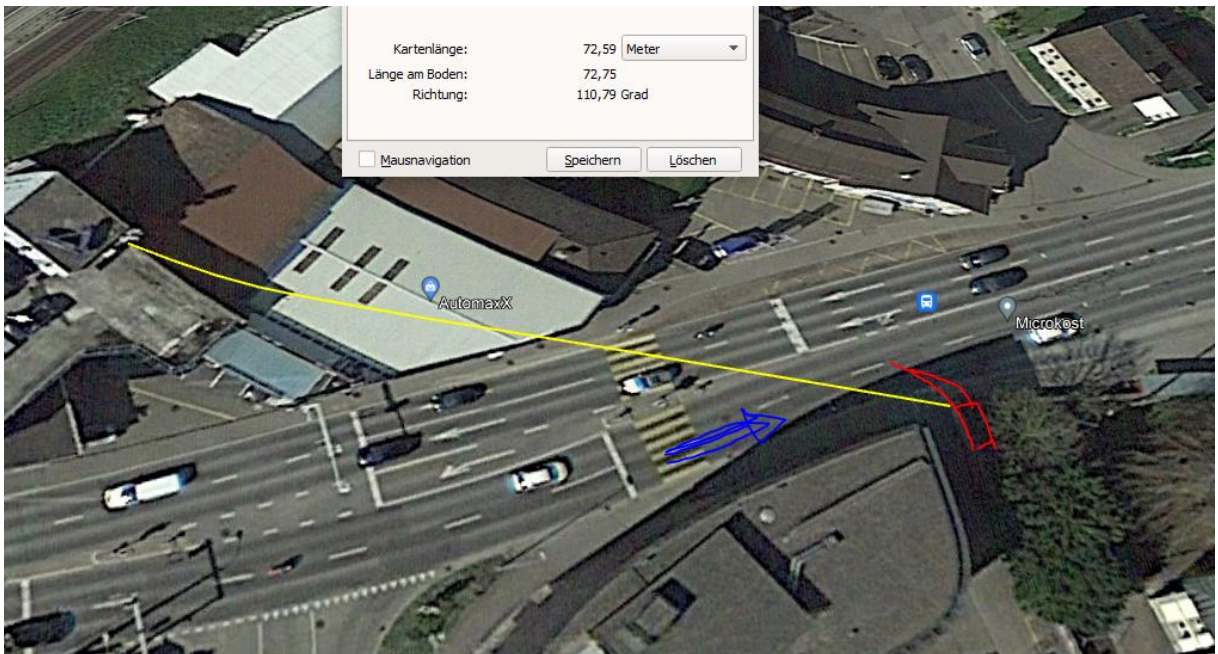 Kartenlänge: 72,59 Meter
Länge am Boden: 72,75
Richtung: 110,79 Grad
Mausnavigation Speichern Löschen
AutomaxX
Microkost